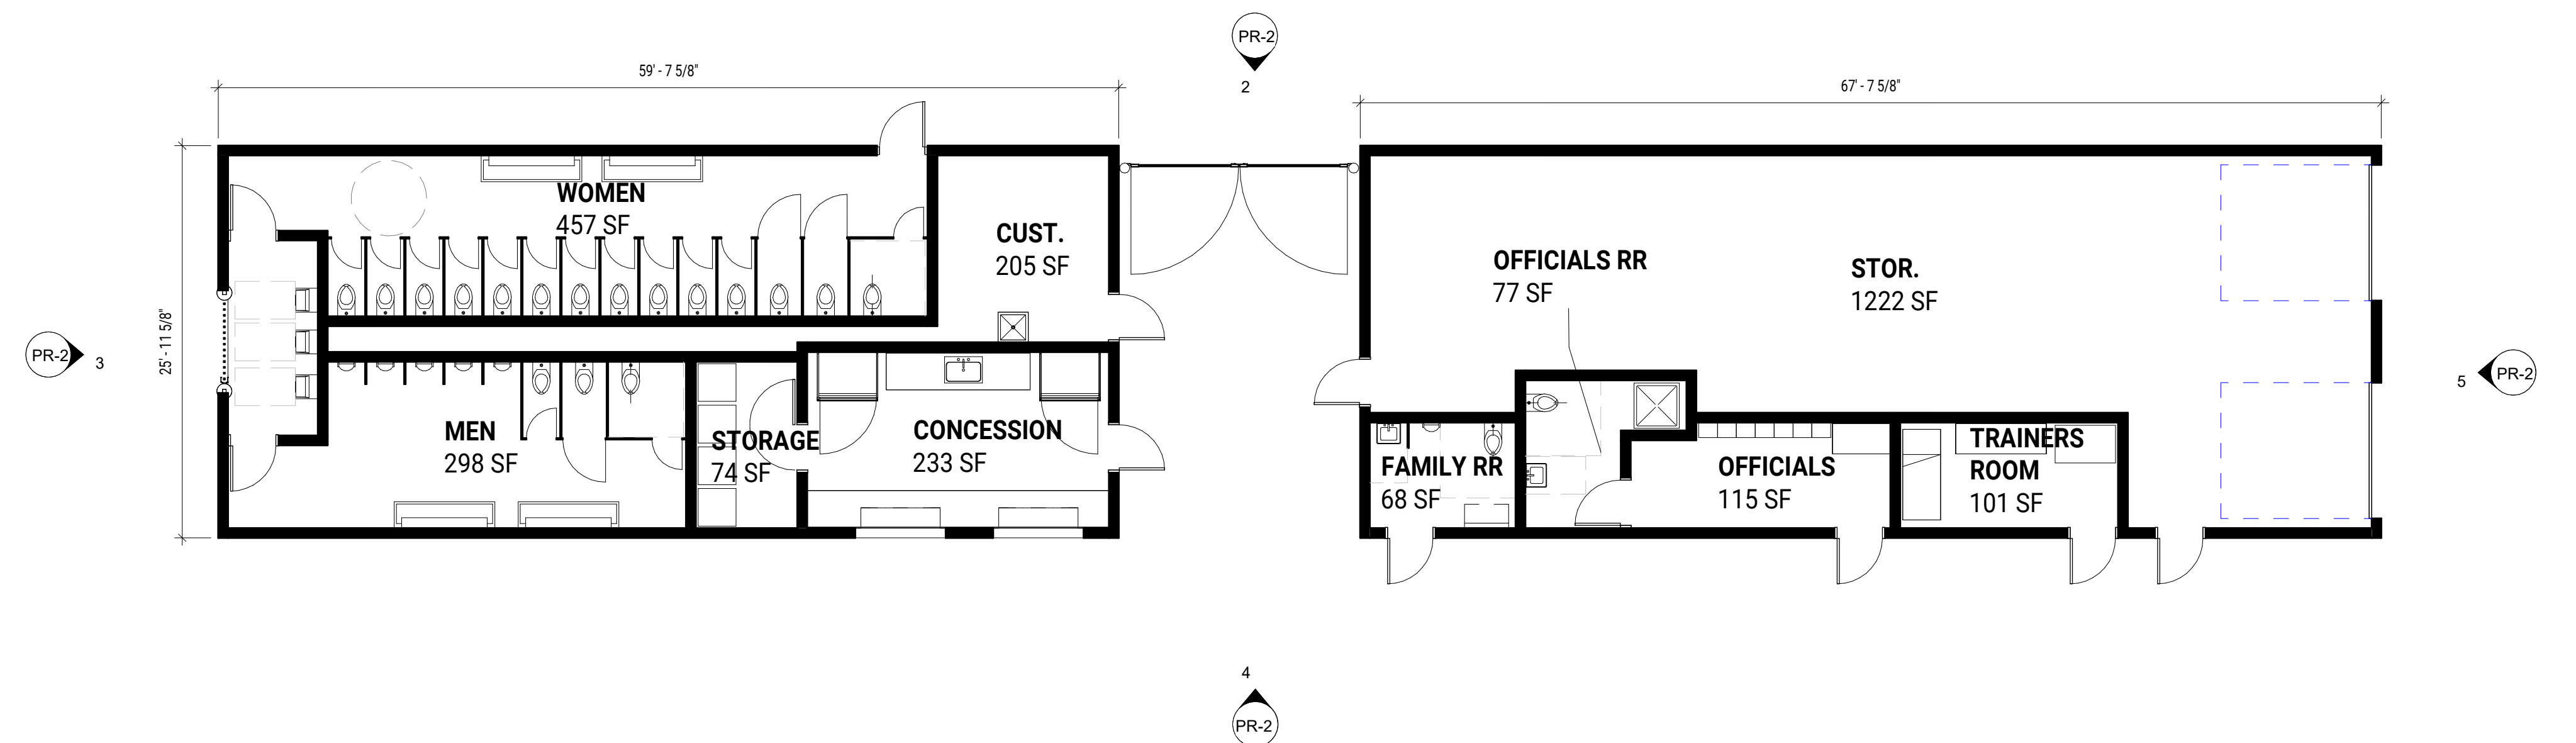 PR-2
2
59' - 7 5/8"
67' - 7 5/8"
25' - 11 5/8"
WOMEN
457 SF
CUST.
205 SF
OFFICIALS RR
77 SF
STOR.
1222 SF
PR-2
3
5
PR-2
MEN
298 SF
STORAGE
74 SF
CONCESSION
233 SF
FAMILY RR
68 SF
OFFICIALS
115 SF
TRAINERS
ROOM
101 SF
4
PR-2